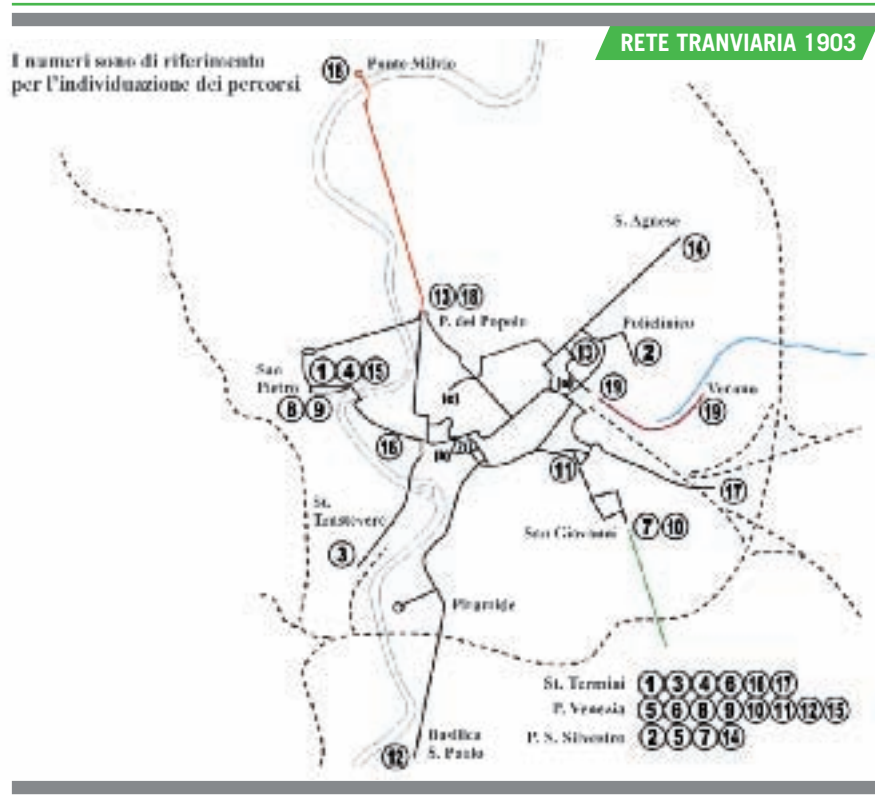 RETE TRANVIARIA 1903
I numeri sono di riferimento
per l'individuazione dei percorsi
18 Ponte Milvio
S. Agnese
14
13 18
P. del Popolo
Policlinico
13 2
San
Pietro
1 4 15
8 9
19
Verano
19
16
11
17
St.
Trastevere
3
San Giovanni
7 10
Piramide
St. Termini 1 3 4 6 16 17
P. Venezia 5 6 8 9 10 11 12 15
P. S. Silvestro 2 5 7 14
Basilica
S. Paolo
12